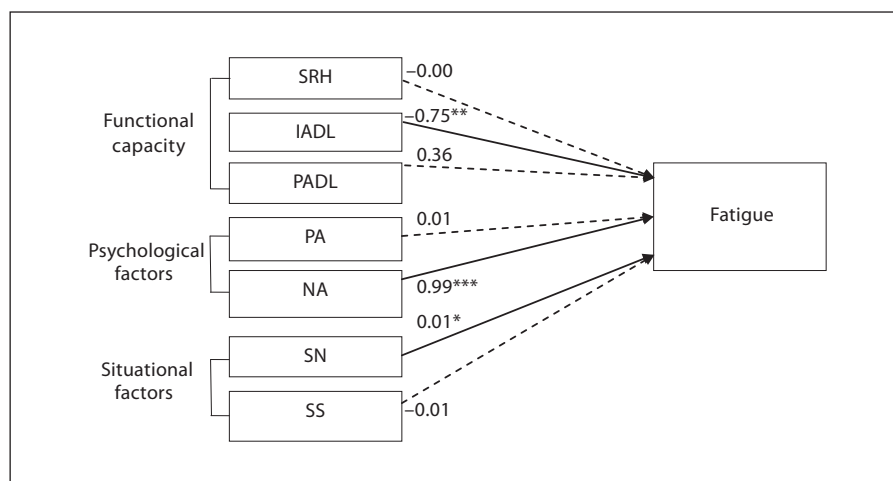 SRH
–0.00
Functional
capacity
IADL
–0.75**
PADL
0.36
Fatigue
Psychological
factors
PA
0.01
NA
0.99***
Situational
factors
SN
0.01*
SS
–0.01